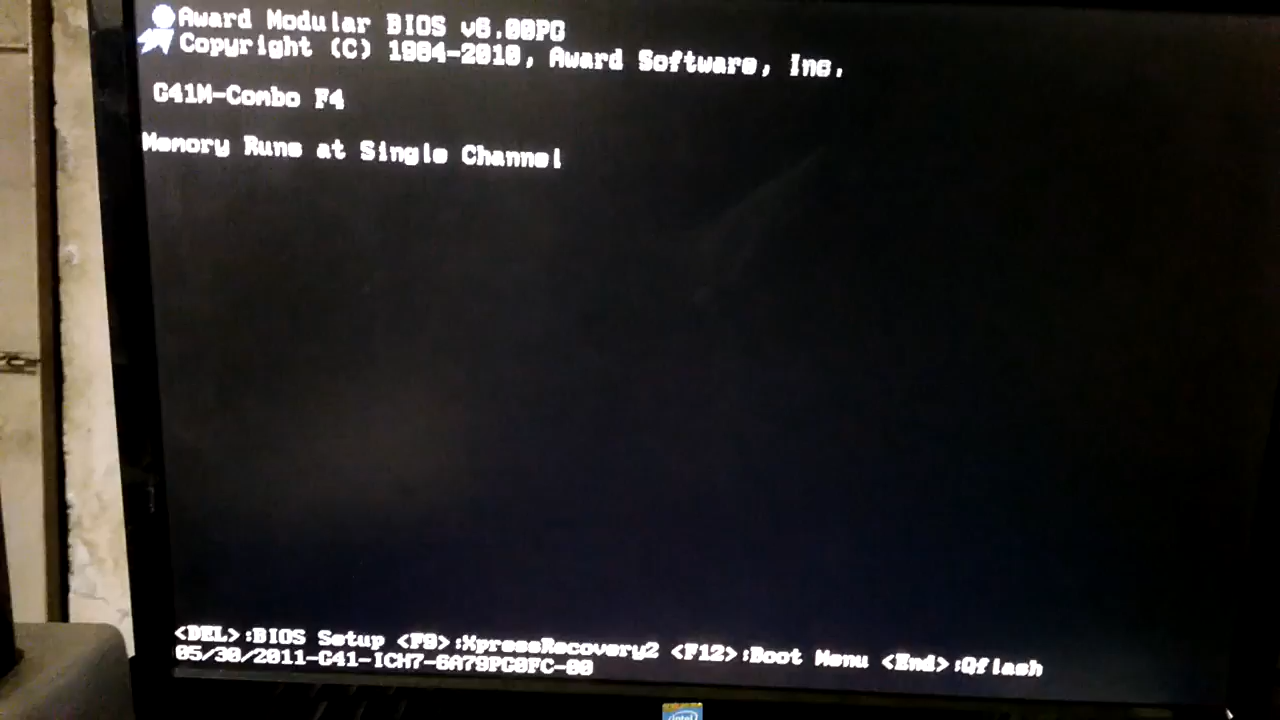 Award Modular BIOS v6.00PG
Copyright (C) 1984-2010, Award Software, Inc.
G41M-Combo F4
Memory Runs at Single Channel
<DEL>:BIOS Setup <F9>:XpressRecovery2 <F12>:Boot Menu <End>:Qflash
05/30/2011-G41-ICH7-6A79PG0FC-00
intel